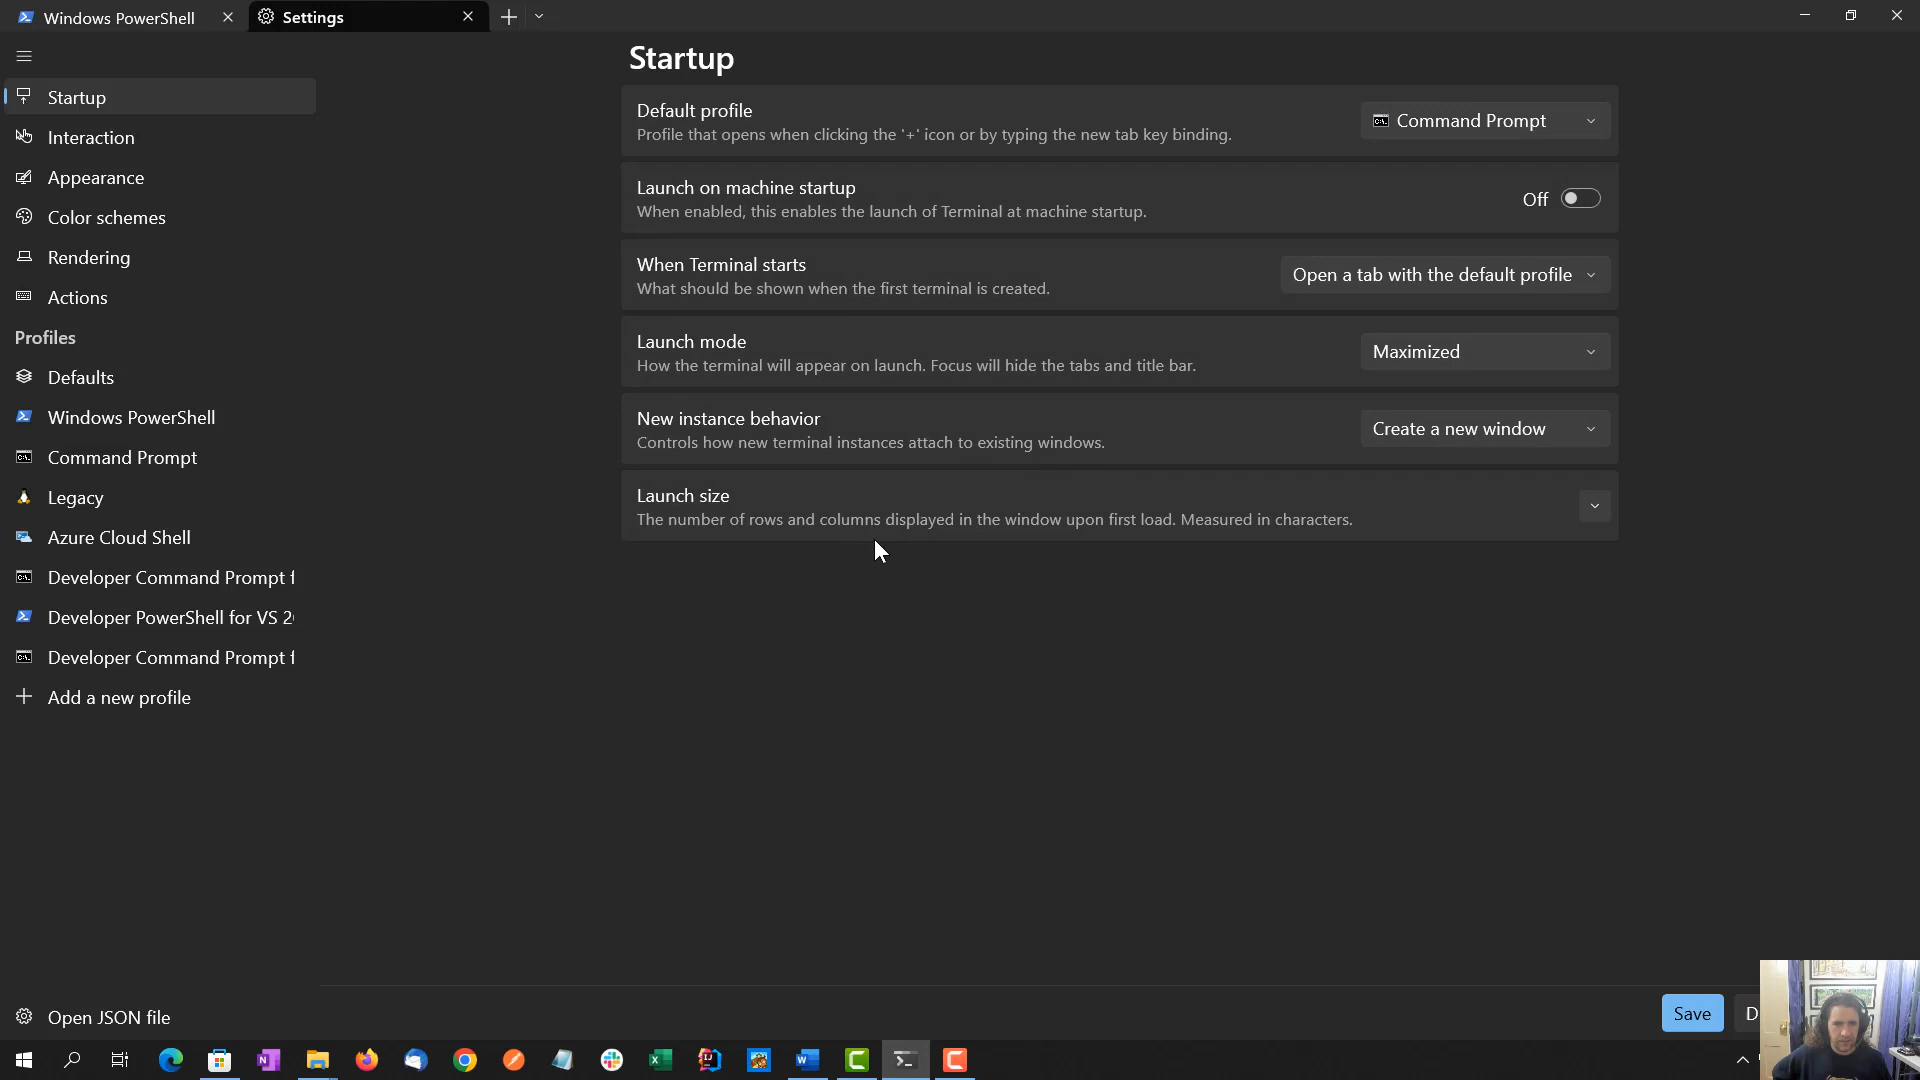 Windows PowerShell
Settings
Startup
Startup
Interaction
Appearance
Color schemes
Rendering
Actions
Profiles
Defaults
Windows PowerShell
Command Prompt
Legacy
Azure Cloud Shell
Developer Command Prompt f
Developer PowerShell for VS 2
Developer Command Prompt f
Add a new profile
Open JSON file
Default profile
Profile that opens when clicking the '+' icon or by typing the new tab key binding.
Command Prompt
Launch on machine startup
When enabled, this enables the launch of Terminal at machine startup.
Off
When Terminal starts
What should be shown when the first terminal is created.
Open a tab with the default profile
Launch mode
How the terminal will appear on launch. Focus will hide the tabs and title bar.
Maximized
New instance behavior
Controls how new terminal instances attach to existing windows.
Create a new window
Launch size
The number of rows and columns displayed in the window upon first load. Measured in characters.
Save
D